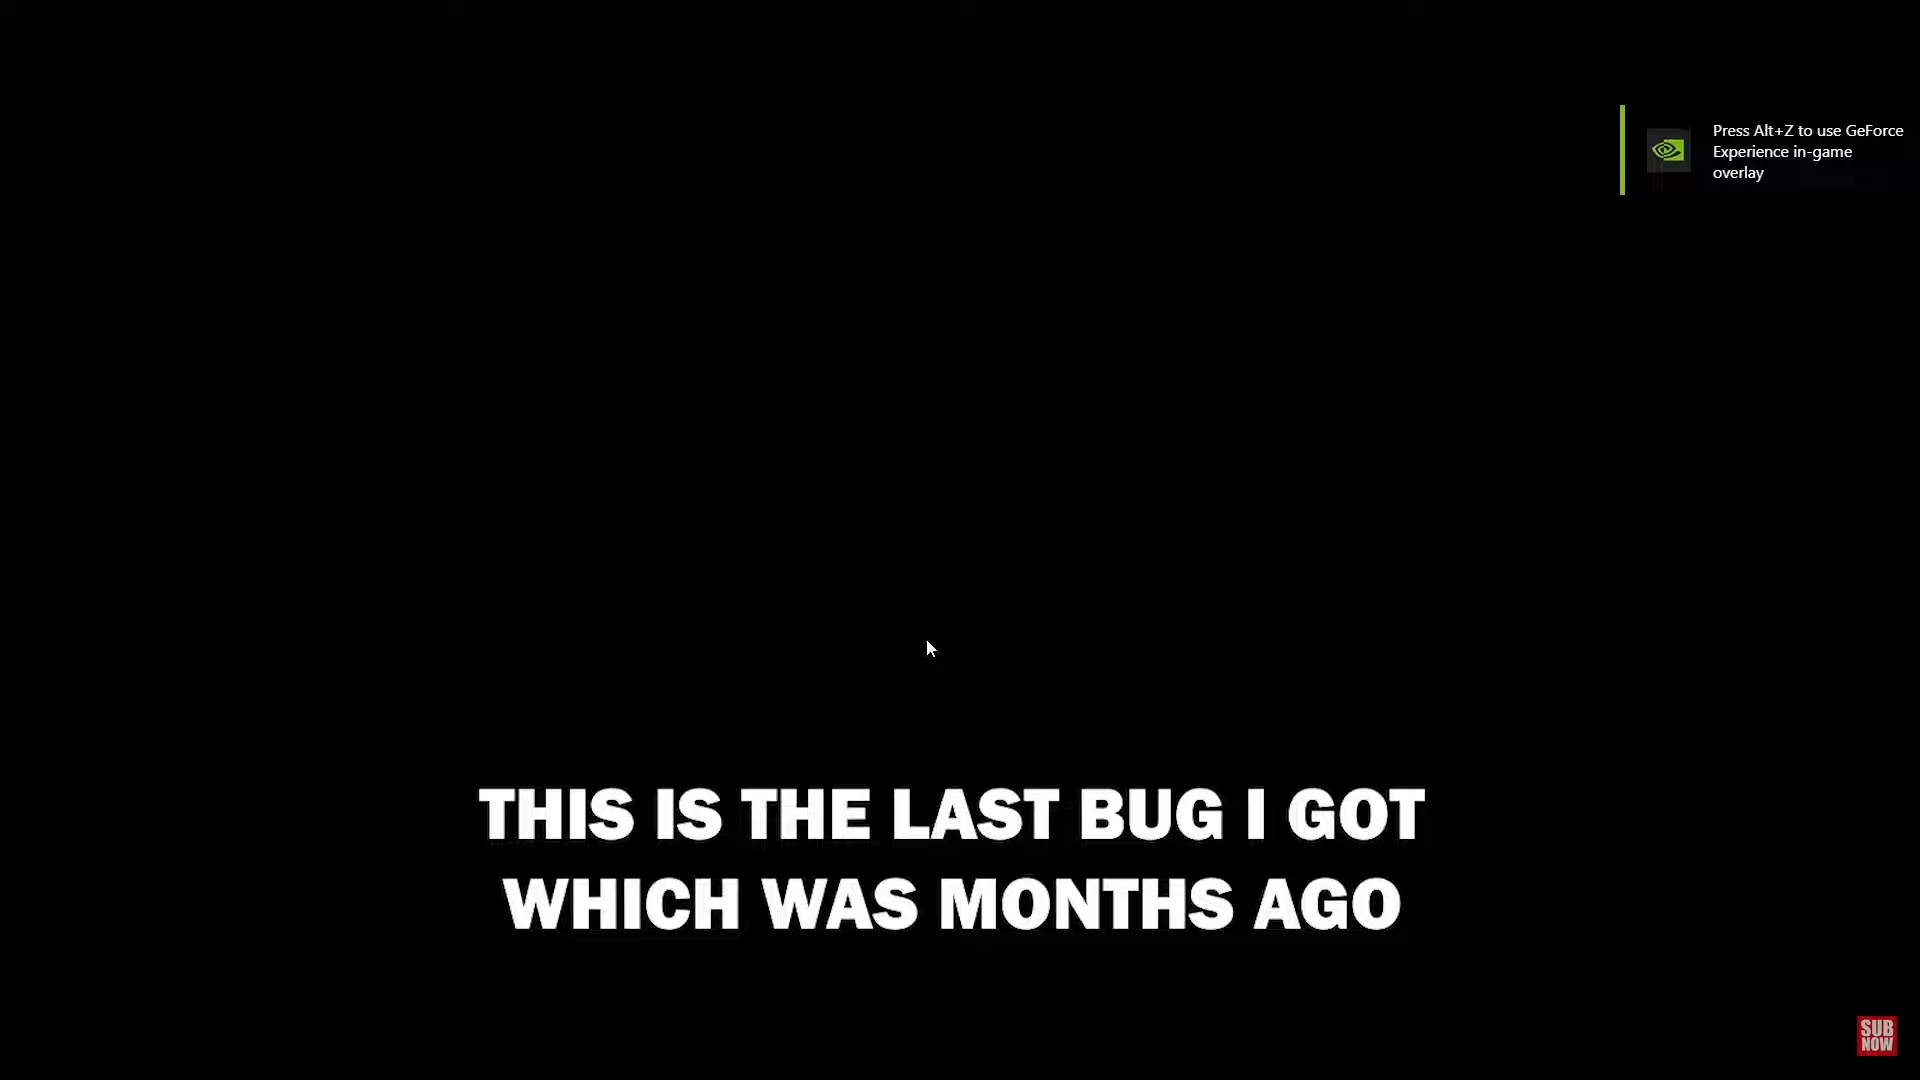 Press Alt+Z to use GeForce
Experience in-game
overlay
THIS IS THE LAST BUG I GOT
WHICH WAS MONTHS AGO
SUB
NOW